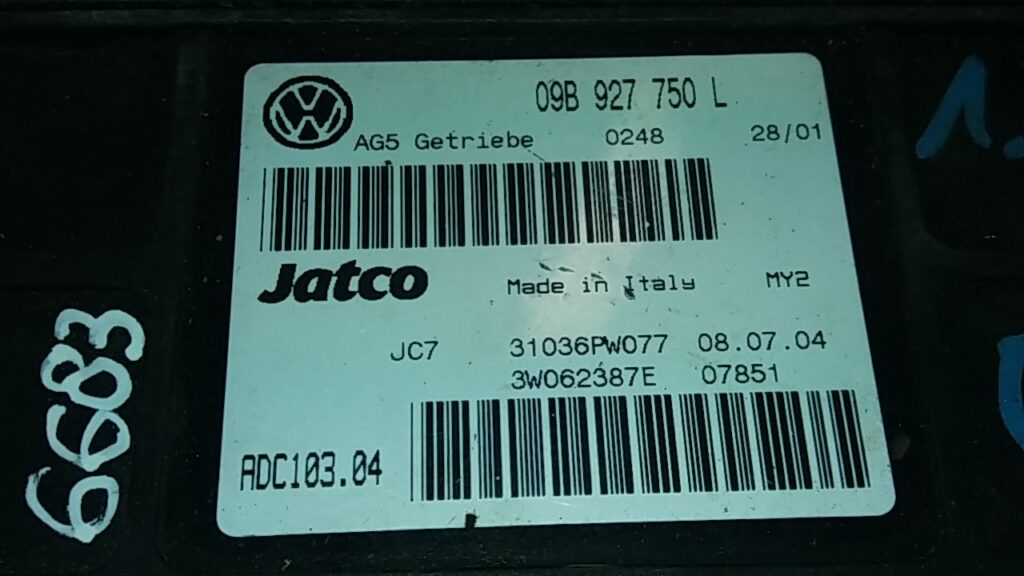 09B 927 750 L
AG5 Getriebe 0248 28/01
Jatco Made in Italy MY2
JC7 31036PW077 08.07.04
3W062387E 07851
ADC103.04
6683
1.